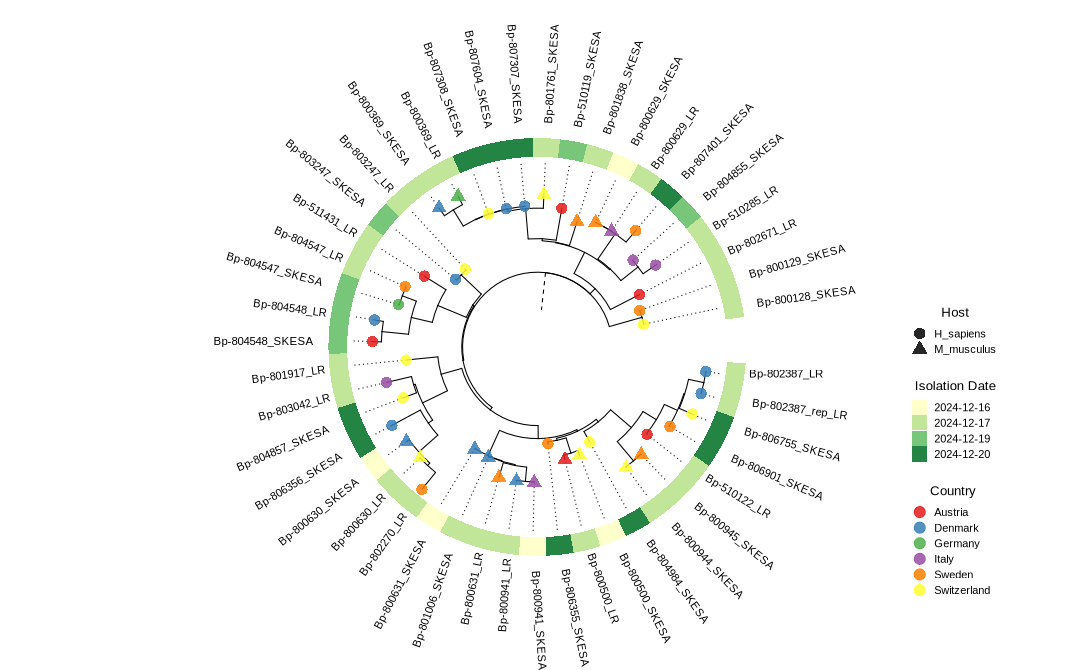 Bp-800369_SKESA
Bp-800369_LR
Bp-807308_SKESA
Bp-807604_SKESA
Bp-807307_SKESA
Bp-801761_SKESA
Bp-510119_SKESA
Bp-801838_SKESA
Bp-800629_SKESA
Bp-800629_LR
Bp-807401_SKESA
Bp-804855_SKESA
Bp-510285_LR
Bp-802671_LR
Bp-800129_SKESA
Bp-800128_SKESA
Bp-802387_LR
Bp-802387_rep_LR
Bp-806755_SKESA
Bp-806901_SKESA
Bp-510122_LR
Bp-800945_SKESA
Bp-800944_SKESA
Bp-804984_SKESA
Bp-800500_SKESA
Bp-800500_LR
Bp-806355_SKESA
Bp-800941_SKESA
Bp-800941_LR
Bp-800631_LR
Bp-801006_SKESA
Bp-800631_SKESA
Bp-802270_LR
Bp-800630_LR
Bp-800630_SKESA
Bp-806356_SKESA
Bp-804857_SKESA
Bp-803042_LR
Bp-801917_LR
Bp-804548_SKESA
Bp-804548_LR
Bp-804547_SKESA
Bp-804547_LR
Bp-511431_LR
Bp-803247_SKESA
Bp-803247_LR
Host
H_sapiens
M_musculus
Isolation Date
2024-12-16
2024-12-17
2024-12-19
2024-12-20
Country
Austria
Denmark
Germany
Italy
Sweden
Switzerland